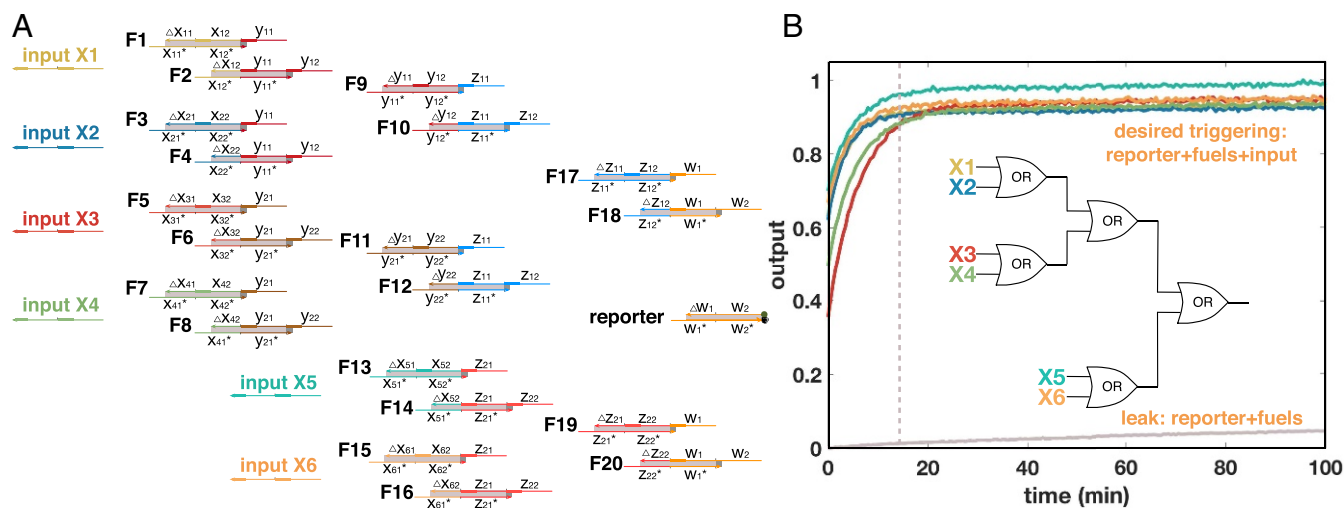 A
input X1
F1
△x11 x12 y11
x11* x12*
F2
△x12 y11 y12
x12* y11*
input X2
F3
△x21 x22 y11
x21* x22*
F4
△x22 y11 y12
x22* y11*
input X3
F5
△x31 x32 y21
x31* x32*
F6
△x32 y21 y22
x32* y21*
input X4
F7
△x41 x42 y21
x41* x42*
F8
△x42 y21 y22
x41* y21*
F9
△y11 y12 z11
y11* y12*
F10
△y12 z11 z12
y12* z11*
F11
△y21 y22 z11
y21* y22*
F12
△y22 z11 z12
y22* z11*
input X5
F13
△x51 x52 z21
x51* x52*
F14
△x52 z21 z22
x51* z21*
input X6
F15
△x61 x62 z21
x61* x62*
F16
△x62 z21 z22
x61* z21*
F17
△z11 z12 w1
z11* z12*
F18
△z12 w1 w2
z12* w1*
reporter
△w1 w2
w1* w2*
F19
△z21 z22 w1
z21* z22*
F20
△z22 w1 w2
z22* w1*
B
output
1
0.8
0.6
0.4
0.2
0
0 20 40 60 80 100
time (min)
desired triggering:
reporter+fuels+input
X1
X2
OR
OR
X3
X4
OR
OR
X5
X6
OR
leak: reporter+fuels